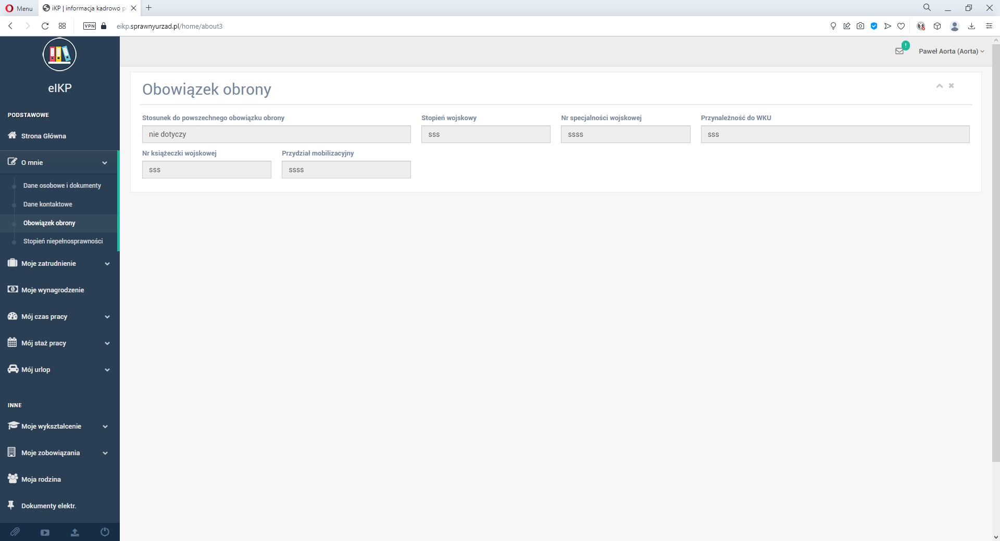 Menu
iKP | informacja kadrowo p
VPN
eikp.sprawnyurzad.pl/home/about3
eIKP
PODSTAWOWE
Strona Główna
O mnie
Dane osobowe i dokumenty
Dane kontaktowe
Obowiązek obrony
Stopień niepełnosprawności
Moje zatrudnienie
Moje wynagrodzenie
Mój czas pracy
Mój staż pracy
Mój urlop
INNE
Moje wykształcenie
Moje zobowiązania
Moja rodzina
Dokumenty elektr.
!
Paweł Aorta (Aorta)
Obowiązek obrony
Stosunek do powszechnego obowiązku obrony
nie dotyczy
Stopień wojskowy
sss
Nr specjalności wojskowej
ssss
Przynależność do WKU
sss
Nr książeczki wojskowej
sss
Przydział mobilizacyjny
ssss